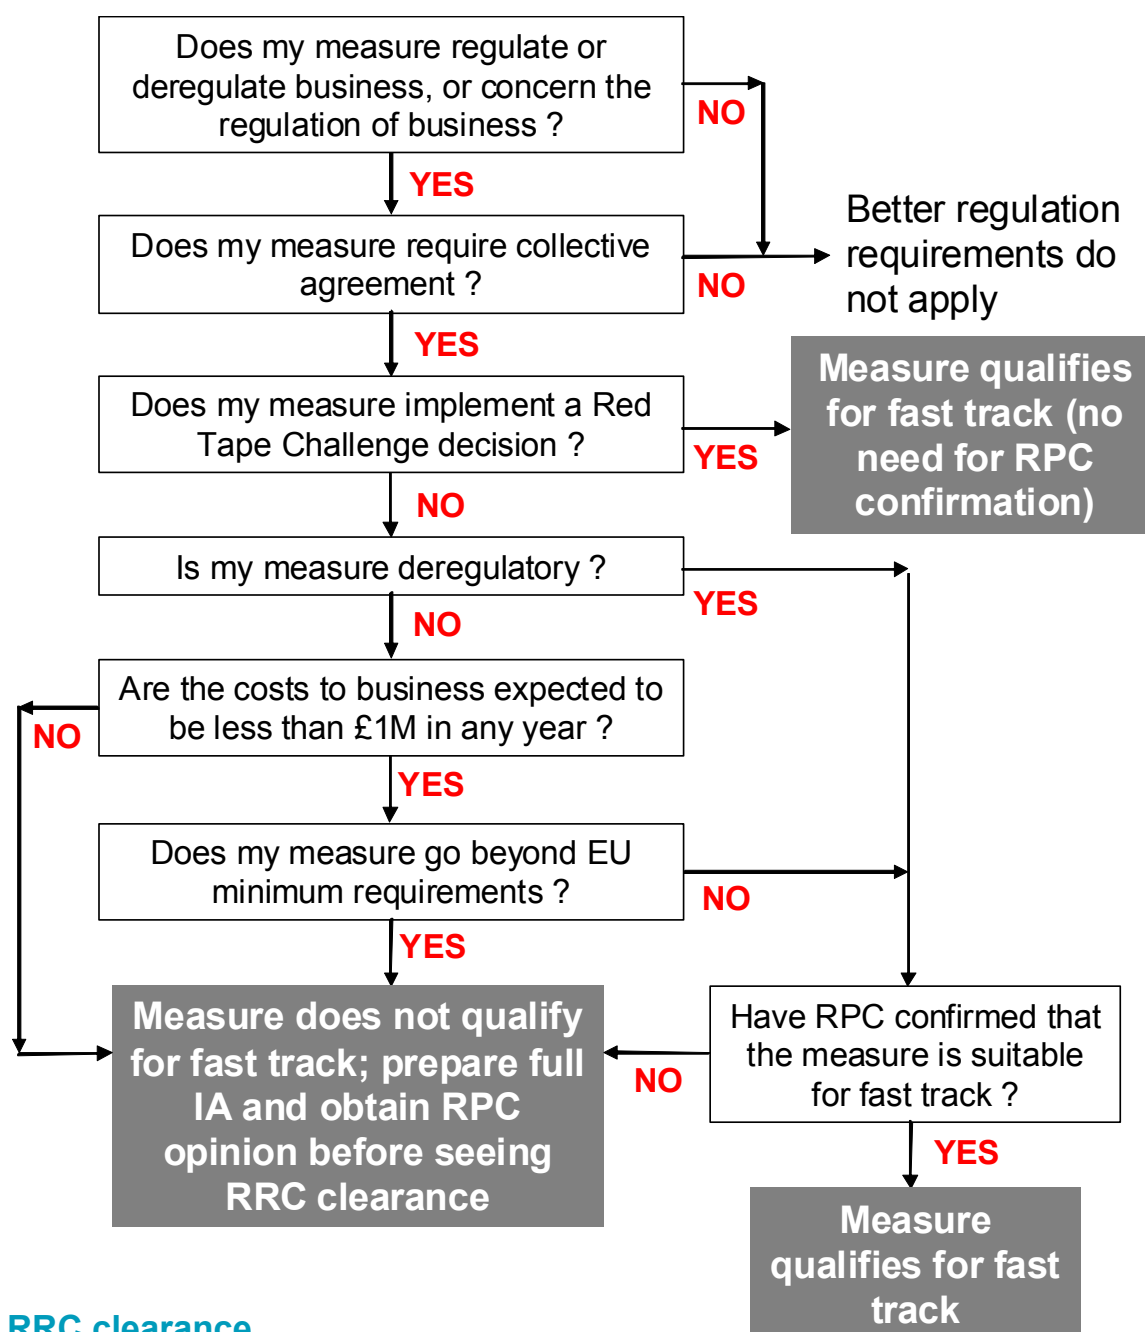 Does my measure regulate or
deregulate business, or concern the
regulation of business ?
NO
YES
Does my measure require collective
agreement ?
NO
Better regulation
requirements do
not apply
YES
Does my measure implement a Red
Tape Challenge decision ?
YES
Measure qualifies
for fast track (no
need for RPC
confirmation)
NO
Is my measure deregulatory ?
YES
NO
Are the costs to business expected to
be less than £1M in any year ?
NO
YES
Does my measure go beyond EU
minimum requirements ?
NO
YES
Measure does not qualify
for fast track; prepare full
IA and obtain RPC
opinion before seeing
RRC clearance
Have RPC confirmed that
the measure is suitable
for fast track ?
NO
YES
Measure
qualifies for fast
track
RRC clearance